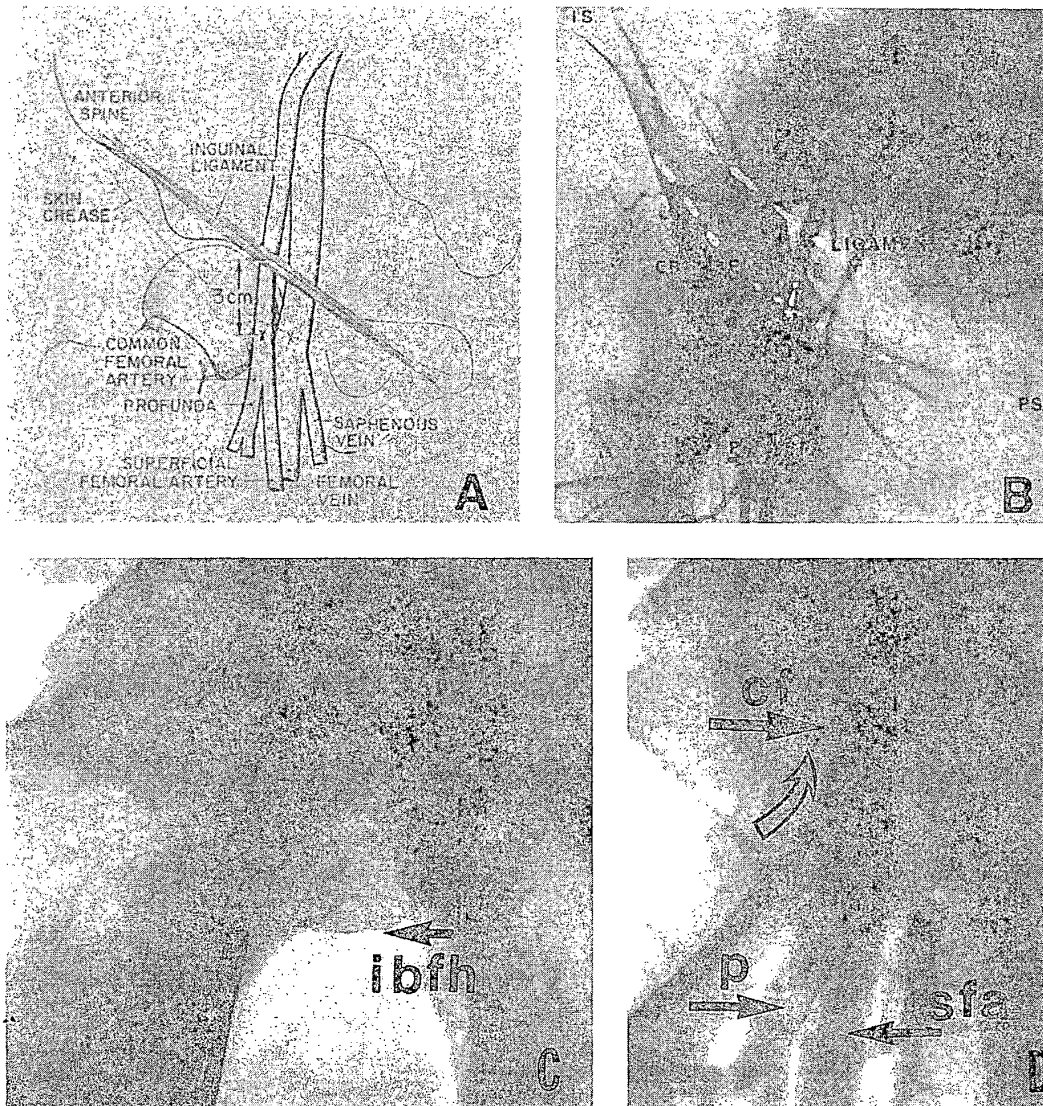 ANTERIOR
SPINE
INGUINAL
LIGAMENT
SKIN
CREASE
3cm
COMMON
FEMORAL
ARTERY
PROFUNDA
SAPHENOUS
VEIN
SUPERFICIAL
FEMORAL ARTERY
FEMORAL
VEIN
A
IS
LIGAM
PS
B
ibfh
C
cf
p
sfa
D